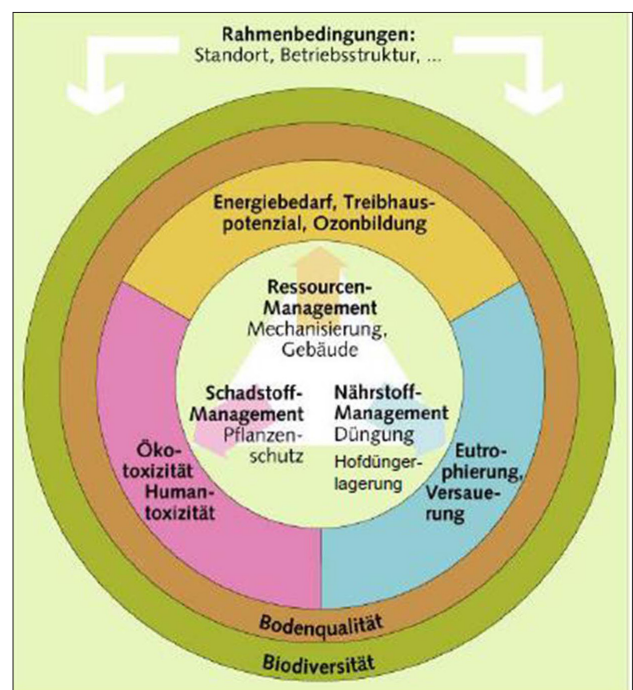 Rahmenbedingungen:
Standort, Betriebsstruktur, ...
Energiebedarf, Treibhaus-
potenzial, Ozonbildung
Ressourcen-
Management
Mechanisierung,
Gebäude
Schadstoff-
Management
Pflanzen-
schutz
Nährstoff-
Management
Düngung
Hofdünger-
lagerung
Öko-
toxizität
Human-
toxizität
Eutro-
phierung,
Versaue-
rung
Bodenqualität
Biodiversität